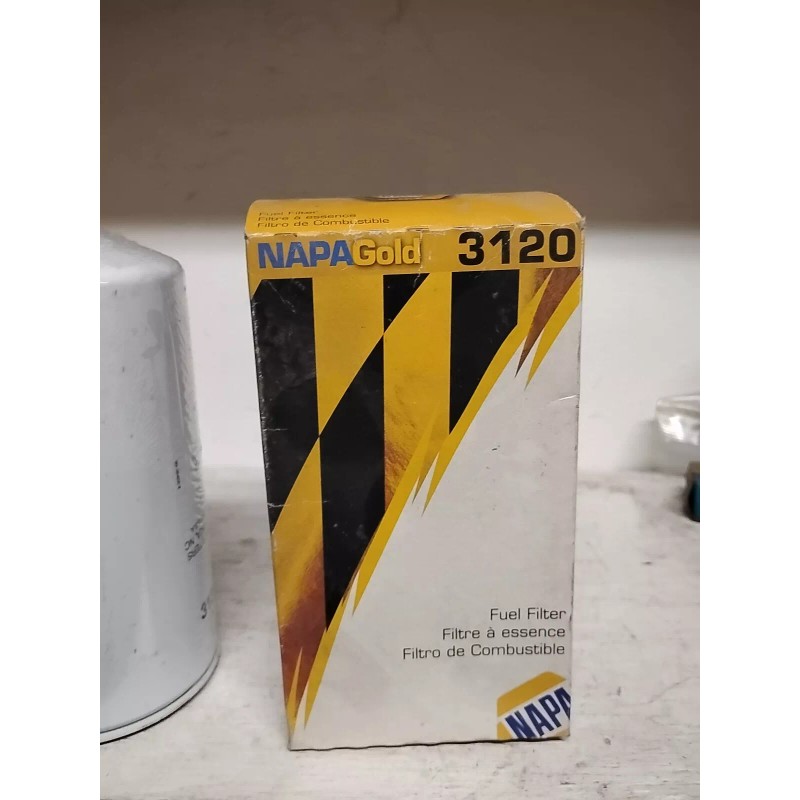 Fuel Filter
Filtre à essence
Filtro de Combustible
NAPAGold 3120
Fuel Filter
Filtre à essence
Filtro de Combustible
NAPA